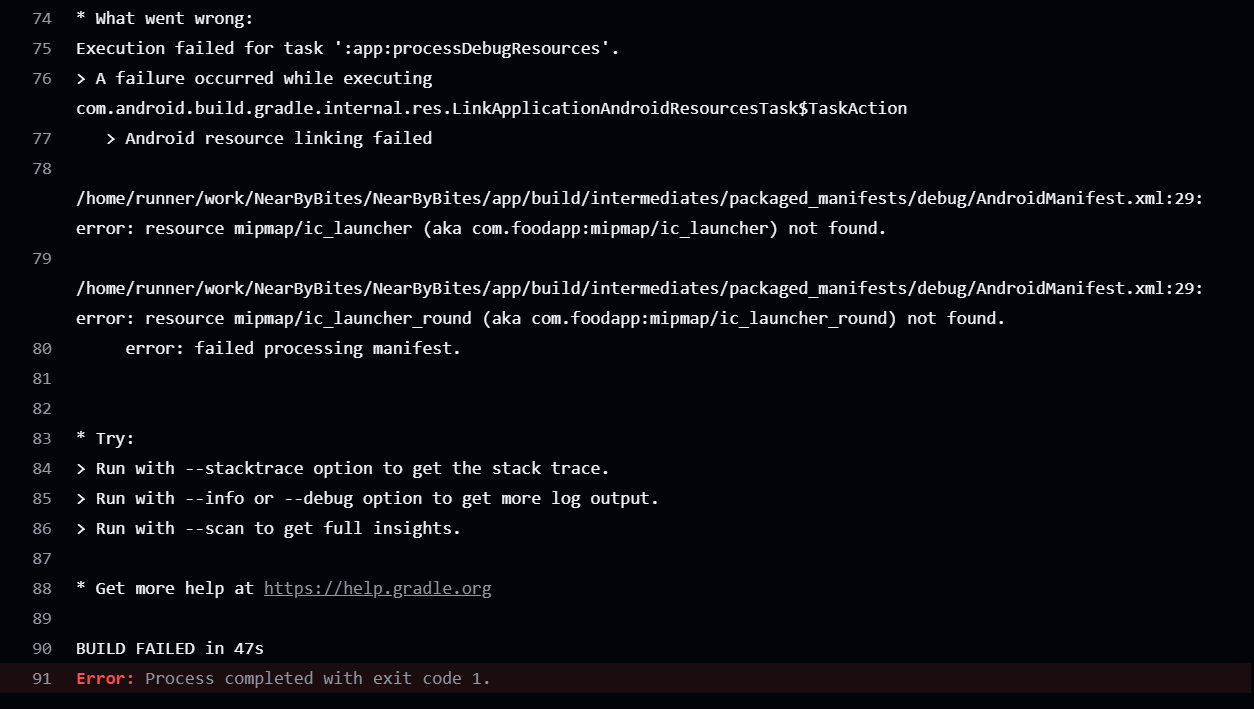 74 * What went wrong:
75 Execution failed for task ':app:processDebugResources'.
76 > A failure occurred while executing
com.android.build.gradle.internal.res.LinkApplicationAndroidResourcesTask$TaskAction
77 > Android resource linking failed
78
/home/runner/work/NearByBites/NearByBites/app/build/intermediates/packaged_manifests/debug/AndroidManifest.xml:29:
error: resource mipmap/ic_launcher (aka com.foodapp:mipmap/ic_launcher) not found.
79
/home/runner/work/NearByBites/NearByBites/app/build/intermediates/packaged_manifests/debug/AndroidManifest.xml:29:
error: resource mipmap/ic_launcher_round (aka com.foodapp:mipmap/ic_launcher_round) not found.
80 error: failed processing manifest.
81
82
83 * Try:
84 > Run with --stacktrace option to get the stack trace.
85 > Run with --info or --debug option to get more log output.
86 > Run with --scan to get full insights.
87
88 * Get more help at https://help.gradle.org
89
90 BUILD FAILED in 47s
91 Error: Process completed with exit code 1.